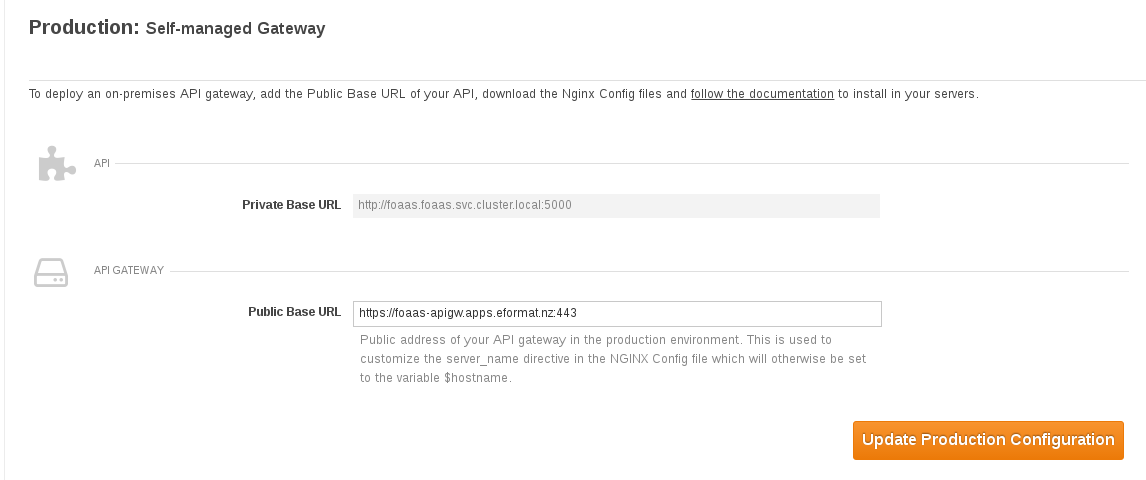 Production: Self-managed Gateway
To deploy an on-premises API gateway, add the Public Base URL of your API, download the Nginx Config files and follow the documentation to install in your servers.
API
Private Base URL http://foaas.foaas.svc.cluster.local:5000
API GATEWAY
Public Base URL https://foaas-apigw.apps.eformat.nz:443
Public address of your API gateway in the production environment. This is used to
customize the server_name directive in the NGINX Config file which will otherwise be set
to the variable $hostname.
Update Production Configuration